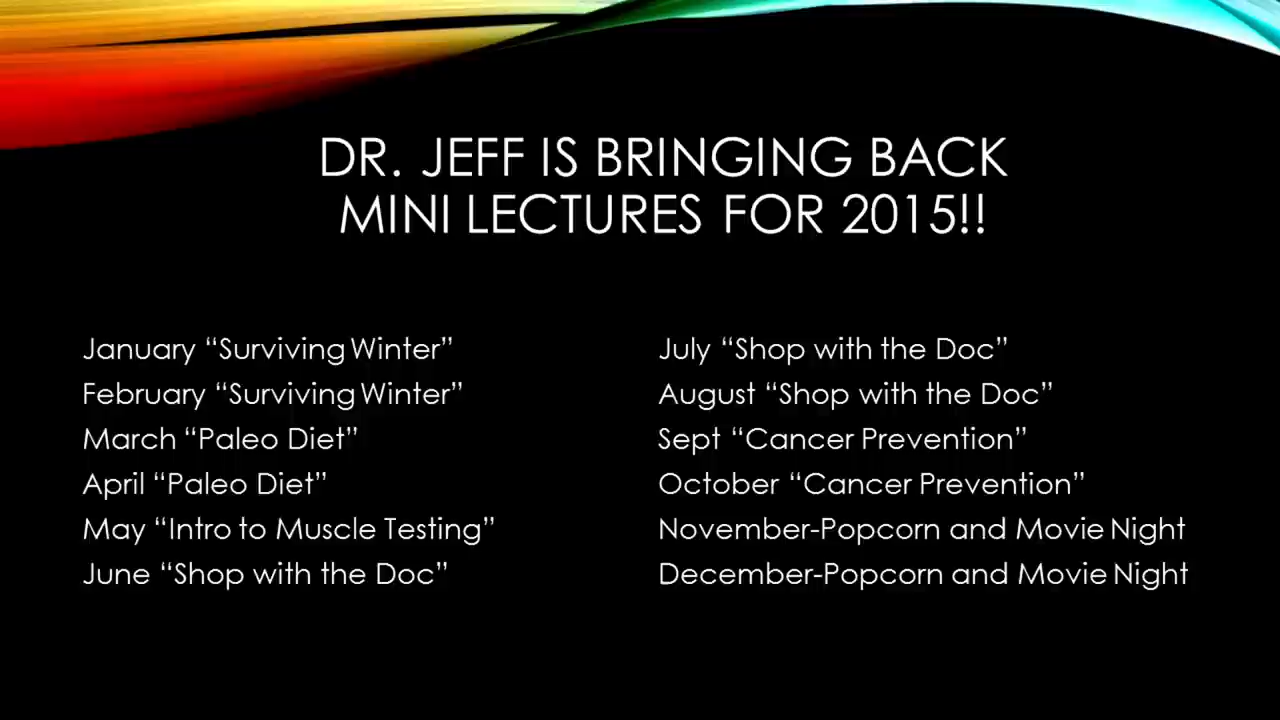 DR. JEFF IS BRINGING BACK
MINI LECTURES FOR 2015!!
January “Surviving Winter”
February “Surviving Winter”
March “Paleo Diet”
April “Paleo Diet”
May “Intro to Muscle Testing”
June “Shop with the Doc”
July “Shop with the Doc”
August “Shop with the Doc”
Sept “Cancer Prevention”
October “Cancer Prevention”
November-Popcorn and Movie Night
December-Popcorn and Movie Night